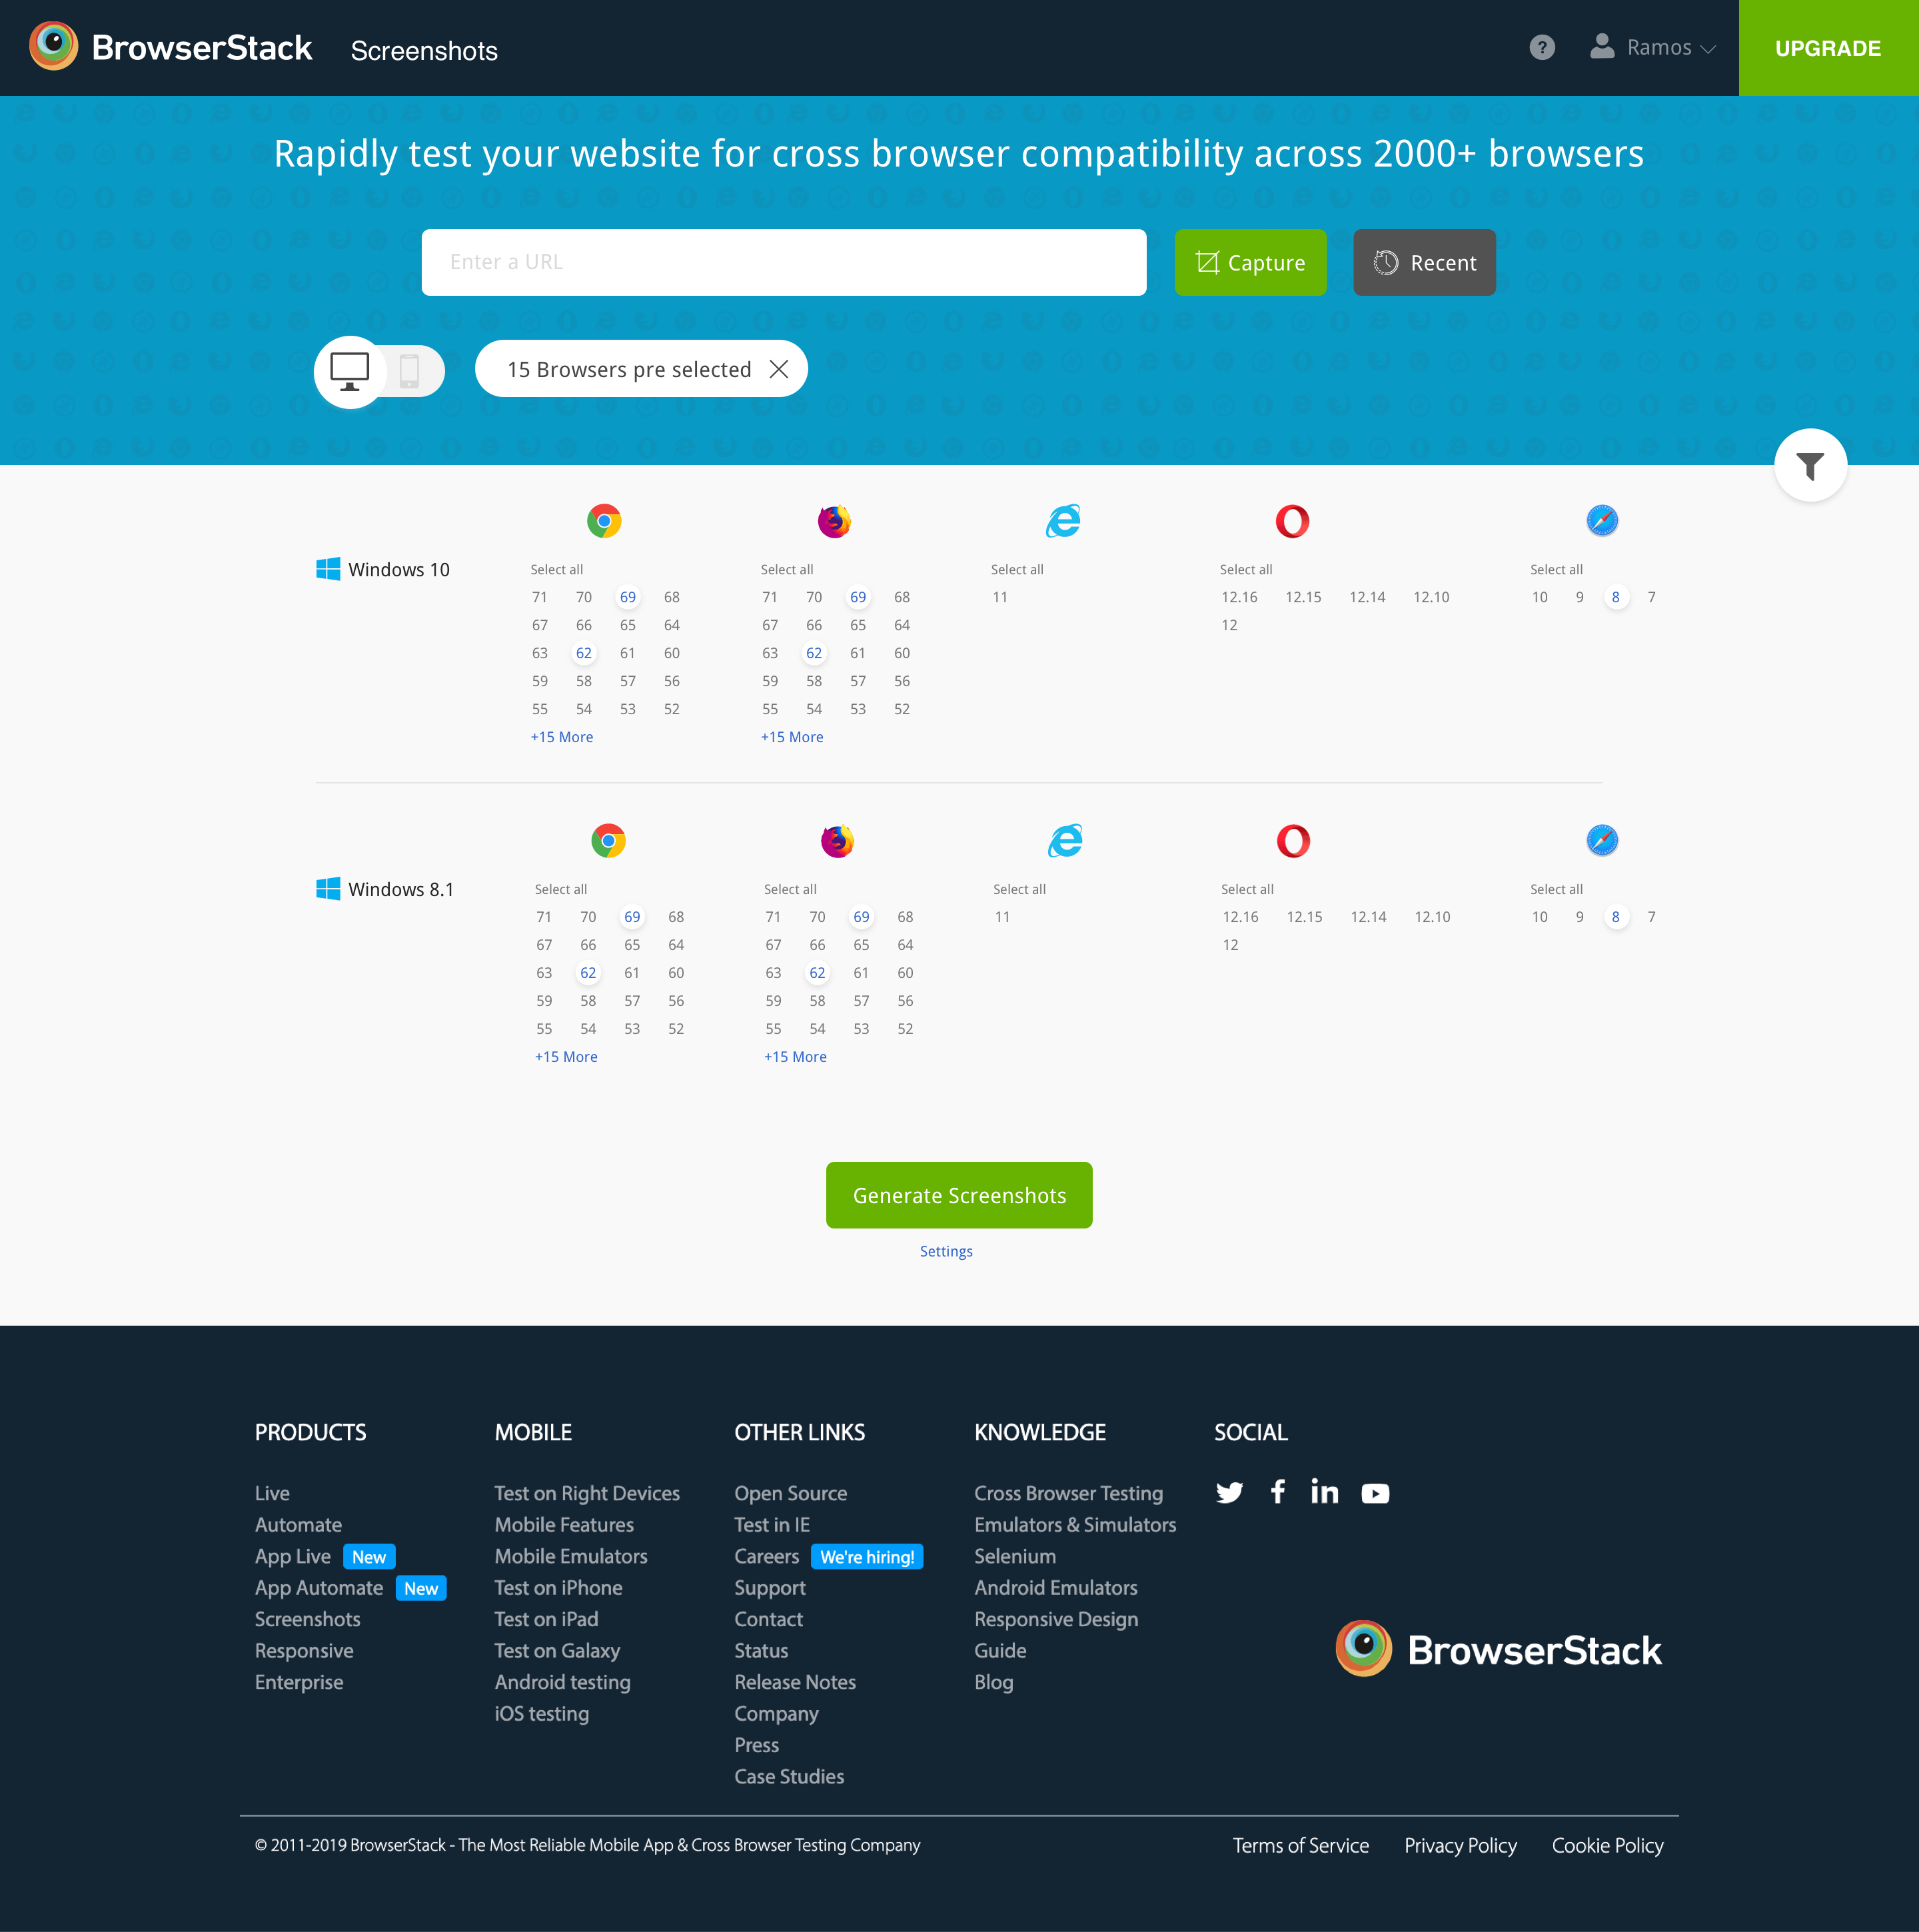 BrowserStack Screenshots ? Ramos UPGRADE
Rapidly test your website for cross browser compatibility across 2000+ browsers
Enter a URL Capture Recent
15 Browsers pre selected
Windows 10 Select all Select all Select all Select all Select all
71 70 69 68 71 70 69 68 11 12.16 12.15 12.14 12.10 10 9 8 7
67 66 65 64 67 66 65 64 12
63 62 61 60 63 62 61 60
59 58 57 56 59 58 57 56
55 54 53 52 55 54 53 52
+15 More +15 More
Windows 8.1 Select all Select all Select all Select all Select all
71 70 69 68 71 70 69 68 11 12.16 12.15 12.14 12.10 10 9 8 7
67 66 65 64 67 66 65 64 12
63 62 61 60 63 62 61 60
59 58 57 56 59 58 57 56
55 54 53 52 55 54 53 52
+15 More +15 More
Generate Screenshots
Settings
PRODUCTS
Live
Automate
App Live New
App Automate New
Screenshots
Responsive
Enterprise
MOBILE
Test on Right Devices
Mobile Features
Mobile Emulators
Test on iPhone
Test on iPad
Test on Galaxy
Android testing
iOS testing
OTHER LINKS
Open Source
Test in IE
Careers We're hiring!
Support
Contact
Status
Release Notes
Company
Press
Case Studies
KNOWLEDGE
Cross Browser Testing
Emulators & Simulators
Selenium
Android Emulators
Responsive Design
Guide
Blog
SOCIAL
BrowserStack
© 2011-2019 BrowserStack - The Most Reliable Mobile App & Cross Browser Testing Company
Terms of Service Privacy Policy Cookie Policy